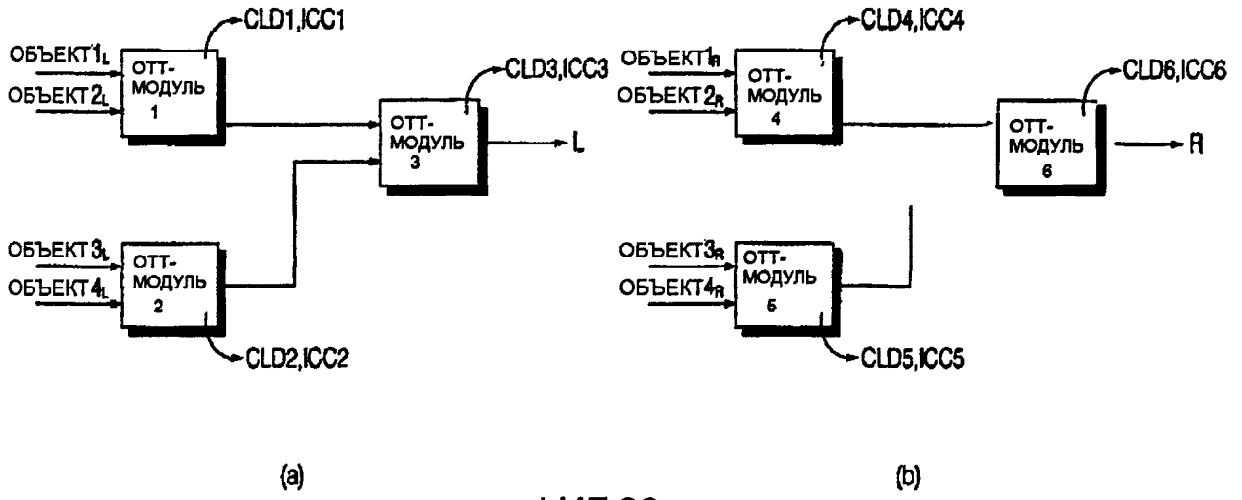 CLD1,ICC1
ОБЪЕКТ1L
ОБЪЕКТ2L
ОТТ-
МОДУЛЬ
1
CLD3,ICC3
ОТТ-
МОДУЛЬ
3
L
ОБЪЕКТ3L
ОБЪЕКТ4L
ОТТ-
МОДУЛЬ
2
CLD2,ICC2
(a)
CLD4,ICC4
ОБЪЕКТ1R
ОБЪЕКТ2R
ОТТ-
МОДУЛЬ
4
CLD6,ICC6
ОТТ-
МОДУЛЬ
6
R
ОБЪЕКТ3R
ОБЪЕКТ4R
ОТТ-
МОДУЛЬ
5
CLD5,ICC5
(b)